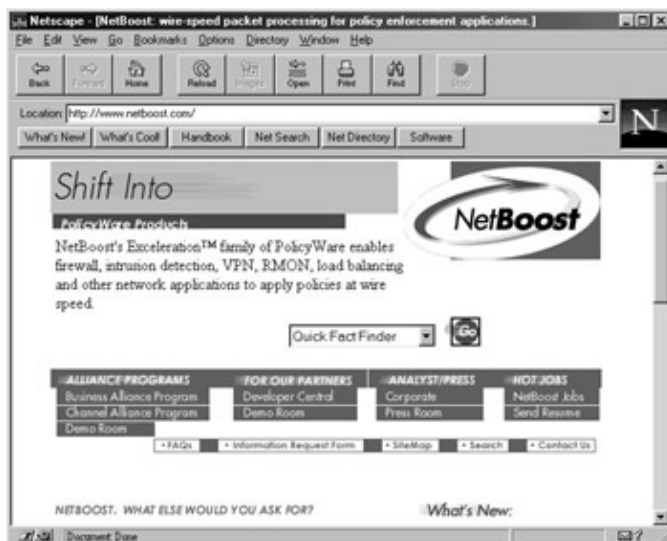 Netscape - [NetBoost: wire-speed packet processing for policy enforcement applications.]
File Edit View Go Bookmarks Options Directory Window Help
Back Forward Home Reload Images Open Print Find Stop
Location: http://www.netboost.com/
What's New! What's Cool! Handbook Net Search Net Directory Software
N
Shift Into
PolicyWare Products
NetBoost
NetBoost's Exceleration™ family of PolicyWare enables
firewall, intrusion detection, VPN, RMON, load balancing
and other network applications to apply policies at wire
speed.
Quick Fact Finder Go
ALLIANCE PROGRAMS FOR OUR PARTNERS ANALYST/PRESS HOT JOBS
Business Alliance Program Developer Central Corporate NetBoost Jobs
Channel Alliance Program Demo Room Press Room Send Resume
Demo Room
• FAQs • Information Request Form • SiteMap • Search • Contact Us
NETBOOST. WHAT ELSE WOULD YOU ASK FOR? What's New:
Document: Done